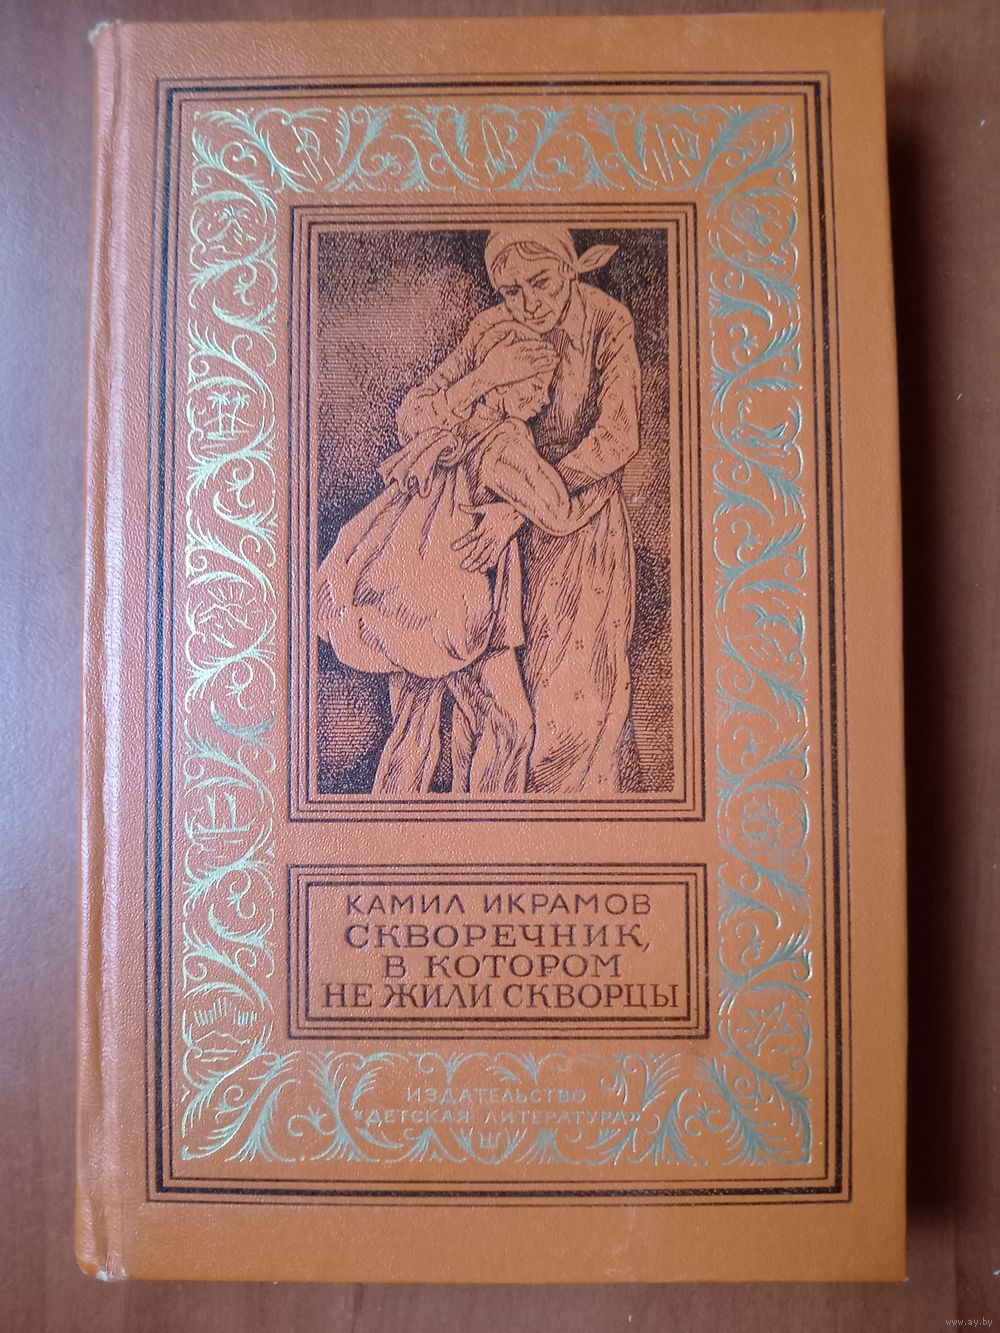 КАМИЛ ИКРАМОВ
СКВОРЕЧНИК,
В КОТОРОМ
НЕ ЖИЛИ СКВОРЦЫ
ИЗДАТЕЛЬСТВО
«ДЕТСКАЯ ЛИТЕРАТУРА»
www.ay.by